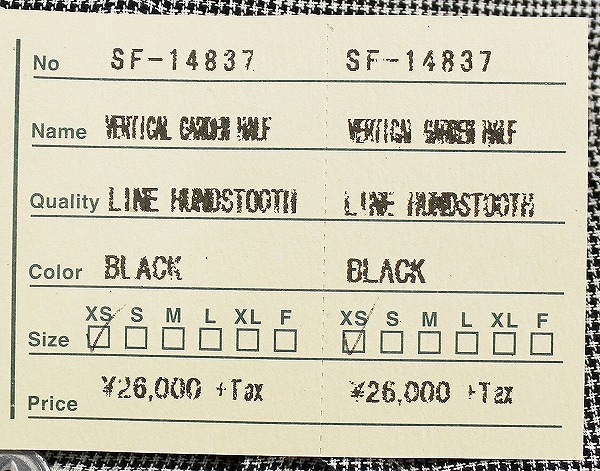 No SF-14837 SF-14837
Name VERTICAL GARDEN HALF VERTICAL GARDEN HALF
Quality LINE HUNDSTOOTH LINE HUNDSTOOTH
Color BLACK BLACK
XS S M L XL F XS S M L XL F
Size
Price ¥26,000 +Tax ¥26,000 +Tax